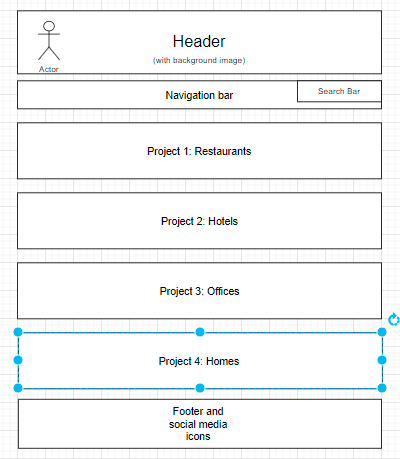 Header
(with background image)
Actor
Navigation bar
Search Bar
Project 1: Restaurants
Project 2: Hotels
Project 3: Offices
Project 4: Homes
Footer and
social media
icons